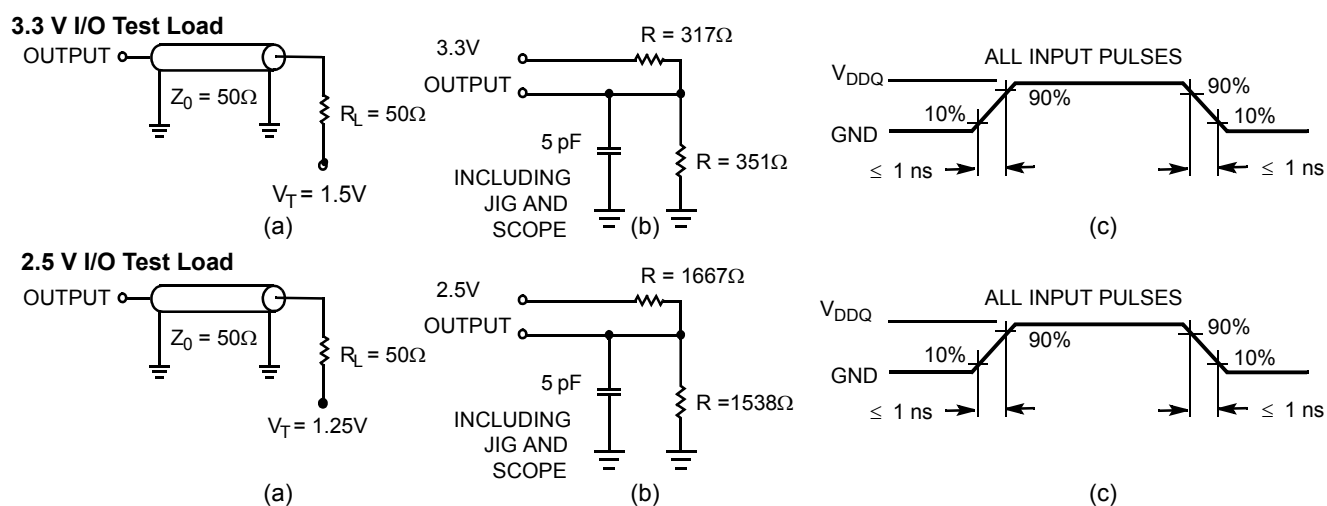 3.3 V I/O Test Load
OUTPUT
Z0 = 50Ω
RL = 50Ω
VT = 1.5V
(a)
R = 317Ω
3.3V
OUTPUT
5 pF
R = 351Ω
INCLUDING
JIG AND
SCOPE
(b)
ALL INPUT PULSES
VDDQ
GND
10%
90%
90%
10%
≤ 1 ns
≤ 1 ns
(c)
2.5 V I/O Test Load
OUTPUT
Z0 = 50Ω
RL = 50Ω
VT = 1.25V
(a)
R = 1667Ω
2.5V
OUTPUT
5 pF
R =1538Ω
INCLUDING
JIG AND
SCOPE
(b)
ALL INPUT PULSES
VDDQ
GND
10%
90%
90%
10%
≤ 1 ns
≤ 1 ns
(c)